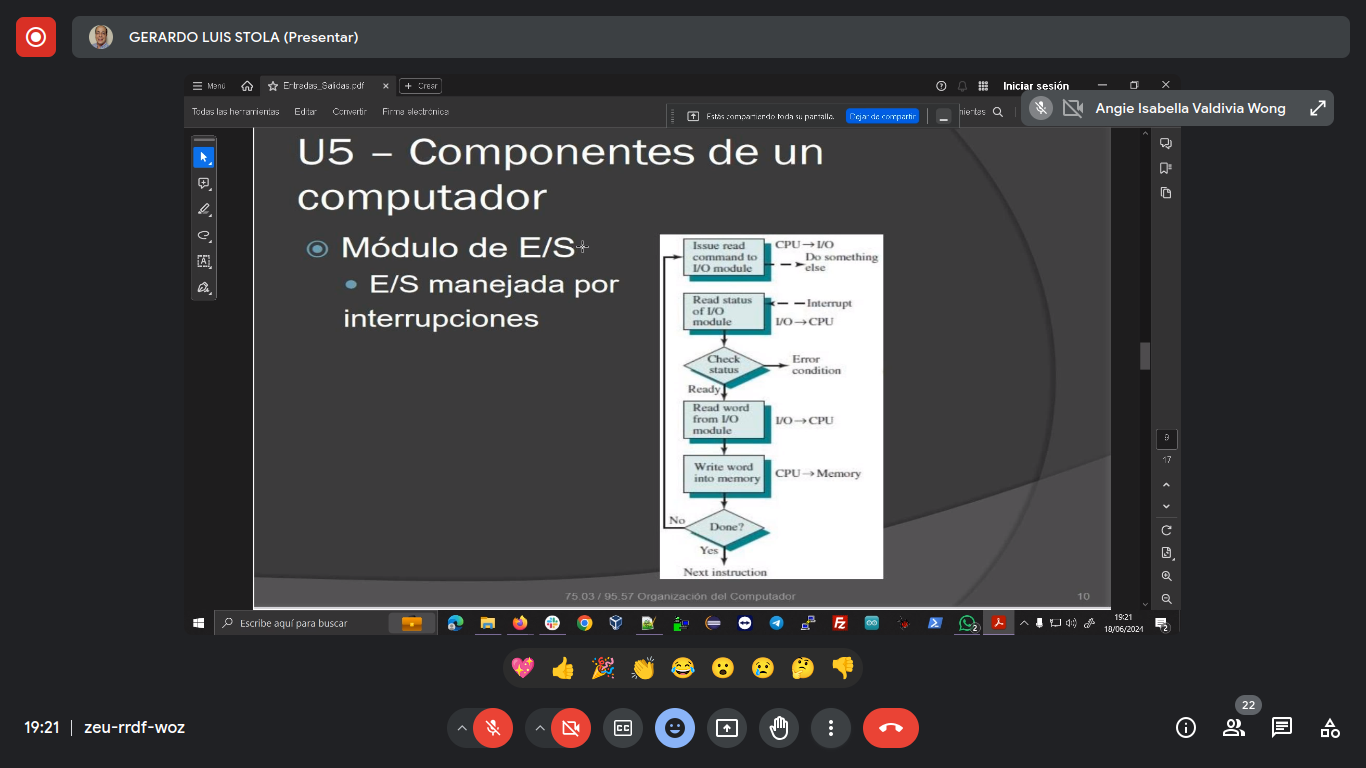 GERARDO LUIS STOLA (Presentar)
Menú
Entradas_Salidas.pdf
Crear
Iniciar sesión
Todas las herramientas
Editar
Convertir
Firma electrónica
Estás compartiendo toda su pantalla.
Dejar de compartir
Angie Isabella Valdivia Wong
U5 – Componentes de un
computador
Módulo de E/S
E/S manejada por
interrupciones
Issue read
command to
I/O module
CPU → I/O
Do something
else
Read status
of I/O
module
Interrupt
I/O → CPU
Check
status
Error
condition
Ready
Read word
from I/O
module
I/O → CPU
Write word
into memory
CPU → Memory
No
Done?
Yes
Next instruction
75.03 / 95.57 Organización del Computador
10
9
17
Escribe aquí para buscar
2
19:21
18/06/2024
2
19:21
zeu-rrdf-woz
22